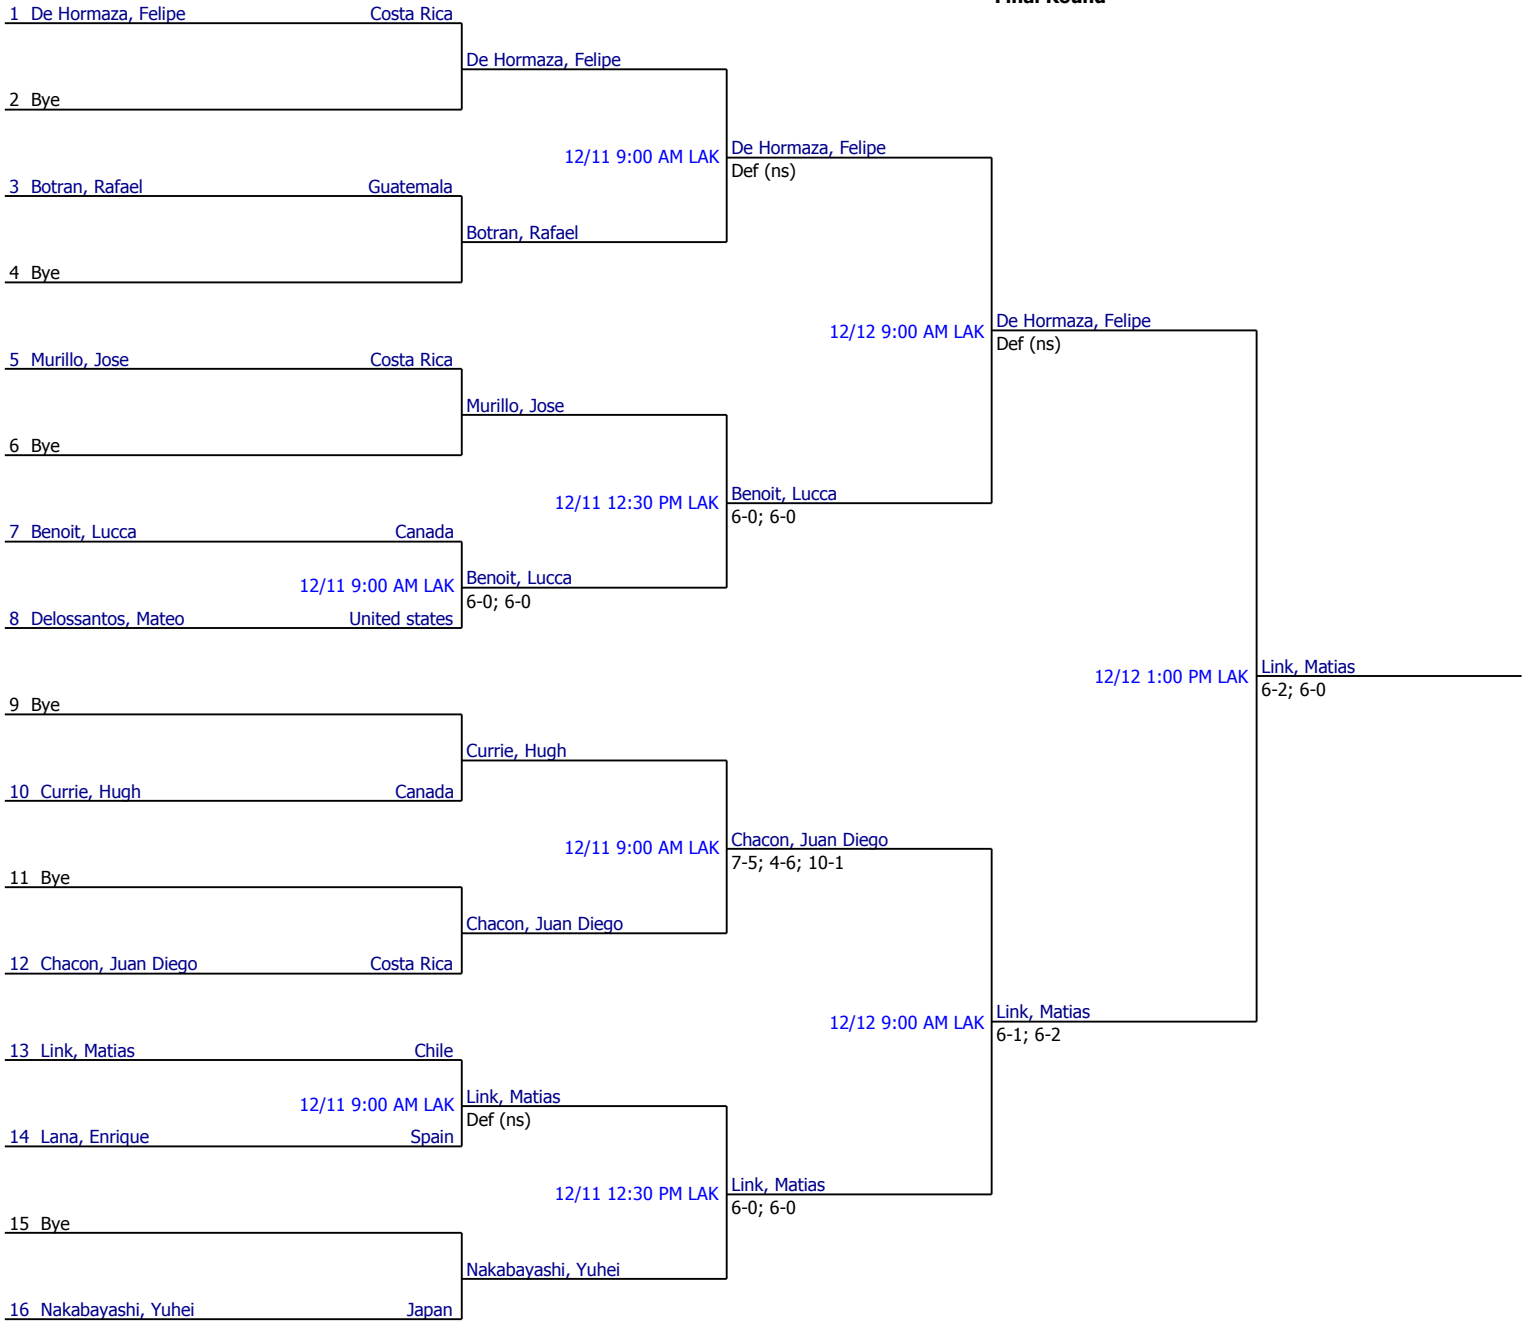 Final Round
1 De Hormaza, Felipe Costa Rica
De Hormaza, Felipe
2 Bye
12/11 9:00 AM LAK De Hormaza, Felipe
Def (ns)
3 Botran, Rafael Guatemala
Botran, Rafael
4 Bye
12/12 9:00 AM LAK De Hormaza, Felipe
Def (ns)
5 Murillo, Jose Costa Rica
Murillo, Jose
6 Bye
12/11 12:30 PM LAK Benoit, Lucca
6-0; 6-0
7 Benoit, Lucca Canada
12/11 9:00 AM LAK Benoit, Lucca
6-0; 6-0
8 Delossantos, Mateo United states
12/12 1:00 PM LAK Link, Matias
6-2; 6-0
9 Bye
Currie, Hugh
10 Currie, Hugh Canada
12/11 9:00 AM LAK Chacon, Juan Diego
7-5; 4-6; 10-1
11 Bye
Chacon, Juan Diego
12 Chacon, Juan Diego Costa Rica
12/12 9:00 AM LAK Link, Matias
6-1; 6-2
13 Link, Matias Chile
12/11 9:00 AM LAK Link, Matias
Def (ns)
14 Lana, Enrique Spain
12/11 12:30 PM LAK Link, Matias
6-0; 6-0
15 Bye
Nakabayashi, Yuhei
16 Nakabayashi, Yuhei Japan